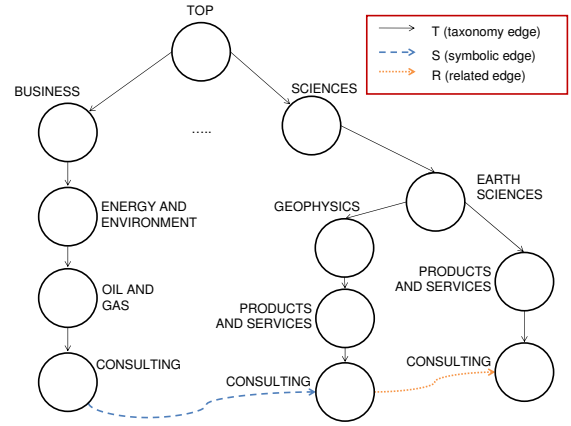 TOP
T (taxonomy edge)
S (symbolic edge)
R (related edge)
BUSINESS
SCIENCES
.....
ENERGY AND
ENVIRONMENT
GEOPHYSICS
EARTH
SCIENCES
OIL AND
GAS
PRODUCTS
AND SERVICES
PRODUCTS
AND SERVICES
CONSULTING
CONSULTING
CONSULTING